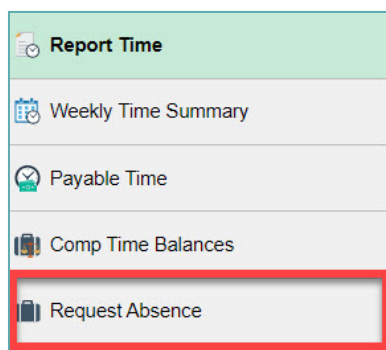 Report Time
Weekly Time Summary
Payable Time
Comp Time Balances
Request Absence